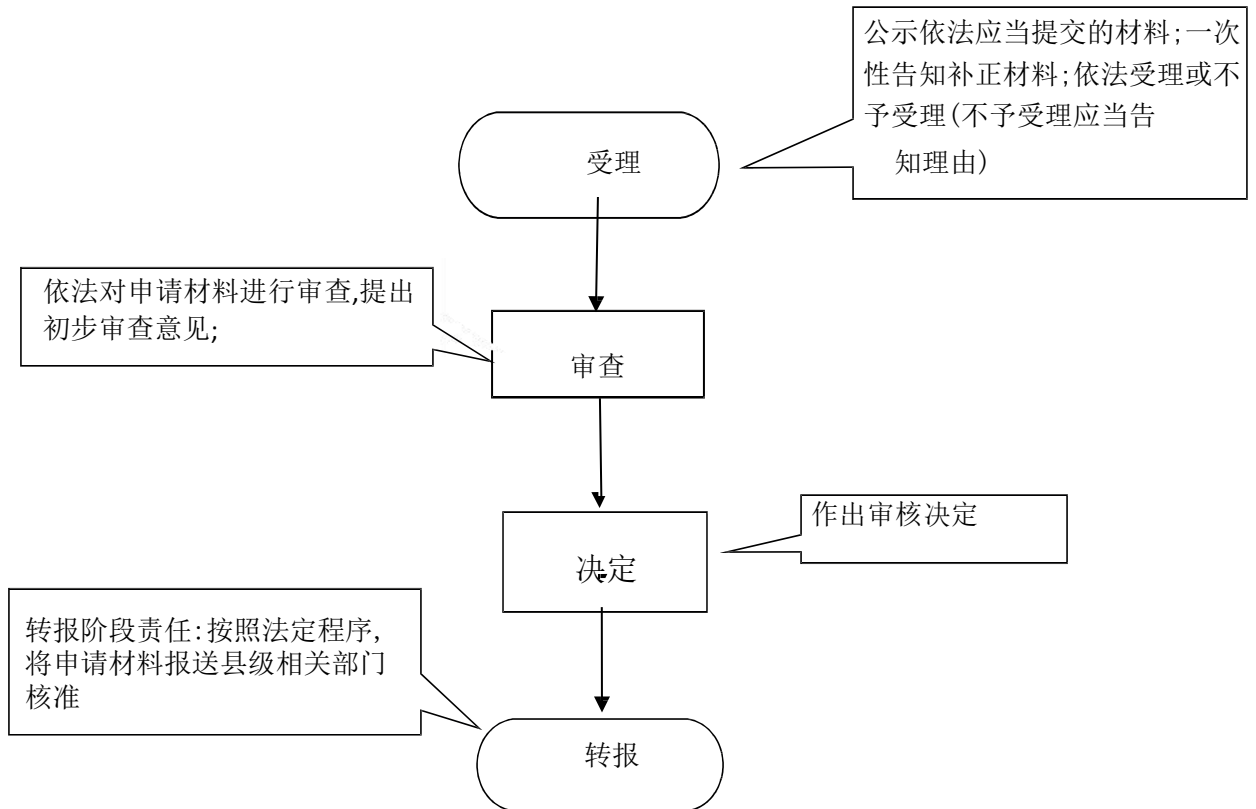 公示依法应当提交的材料;一次
性告知补正材料;依法受理或不
予受理(不予受理应当告
知理由)
受理
依法对申请材料进行审查,提出
初步审查意见;
审查
作出审核决定
决定
转报阶段责任:按照法定程序,
将申请材料报送县级相关部门
核准
转报